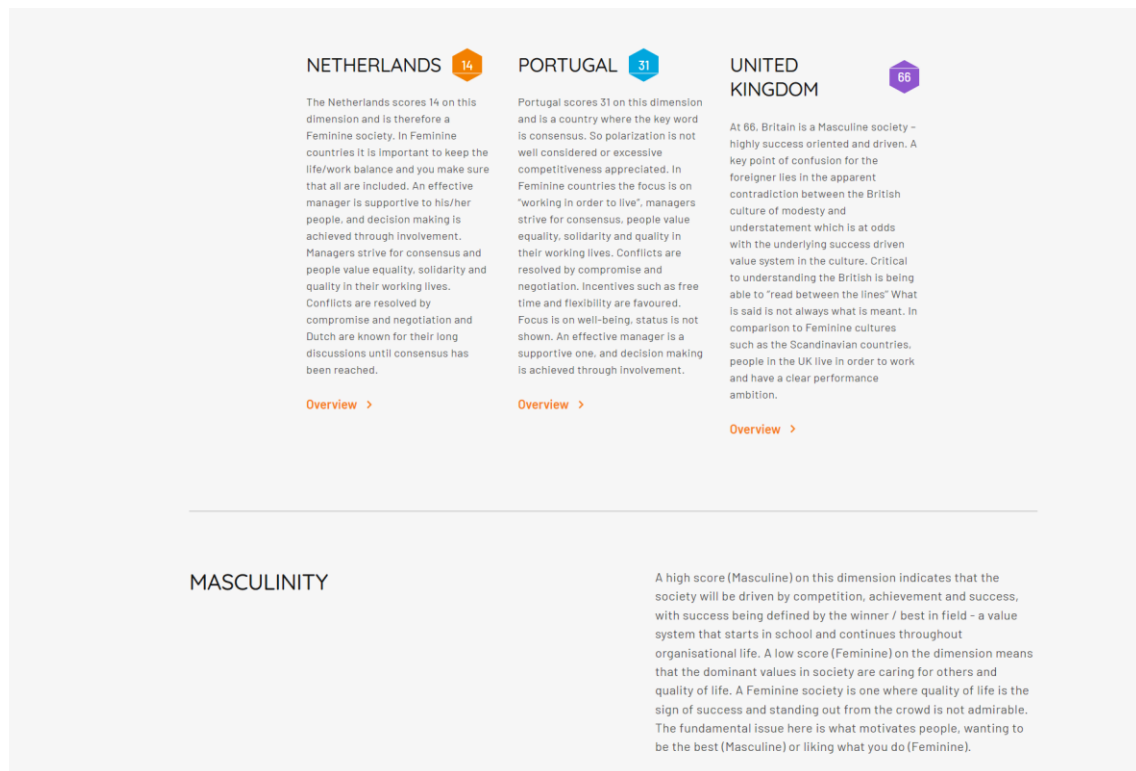 NETHERLANDS 14
The Netherlands scores 14 on this
dimension and is therefore a
Feminine society. In Feminine
countries it is important to keep the
life/work balance and you make sure
that all are included. An effective
manager is supportive to his/her
people, and decision making is
achieved through involvement.
Managers strive for consensus and
people value equality, solidarity and
quality in their working lives.
Conflicts are resolved by
compromise and negotiation and
Dutch are known for their long
discussions until consensus has
been reached.
Overview >
PORTUGAL 31
Portugal scores 31 on this dimension
and is a country where the key word
is consensus. So polarization is not
well considered or excessive
competitiveness appreciated. In
Feminine countries the focus is on
“working in order to live”, managers
strive for consensus, people value
equality, solidarity and quality in
their working lives. Conflicts are
resolved by compromise and
negotiation. Incentives such as free
time and flexibility are favoured.
Focus is on well-being, status is not
shown. An effective manager is a
supportive one, and decision making
is achieved through involvement.
Overview >
UNITED
KINGDOM 66
At 66, Britain is a Masculine society –
highly success oriented and driven. A
key point of confusion for the
foreigner lies in the apparent
contradiction between the British
culture of modesty and
understatement which is at odds
with the underlying success driven
value system in the culture. Critical
to understanding the British is being
able to “read between the lines” What
is said is not always what is meant. In
comparison to Feminine cultures
such as the Scandinavian countries,
people in the UK live in order to work
and have a clear performance
ambition.
Overview >
MASCULINITY
A high score (Masculine) on this dimension indicates that the
society will be driven by competition, achievement and success,
with success being defined by the winner / best in field – a value
system that starts in school and continues throughout
organisational life. A low score (Feminine) on the dimension means
that the dominant values in society are caring for others and
quality of life. A Feminine society is one where quality of life is the
sign of success and standing out from the crowd is not admirable.
The fundamental issue here is what motivates people, wanting to
be the best (Masculine) or liking what you do (Feminine).